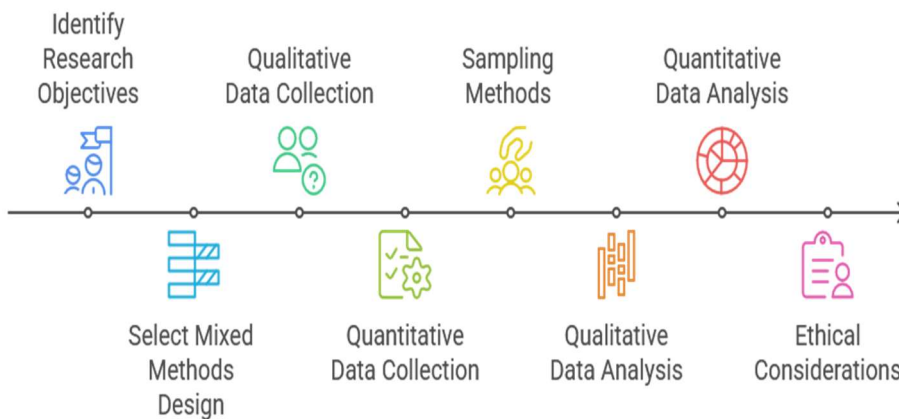 Identify
Research
Objectives
Qualitative
Data Collection
Sampling
Methods
Quantitative
Data Analysis
Select Mixed
Methods
Design
Quantitative
Data Collection
Qualitative
Data Analysis
Ethical
Considerations